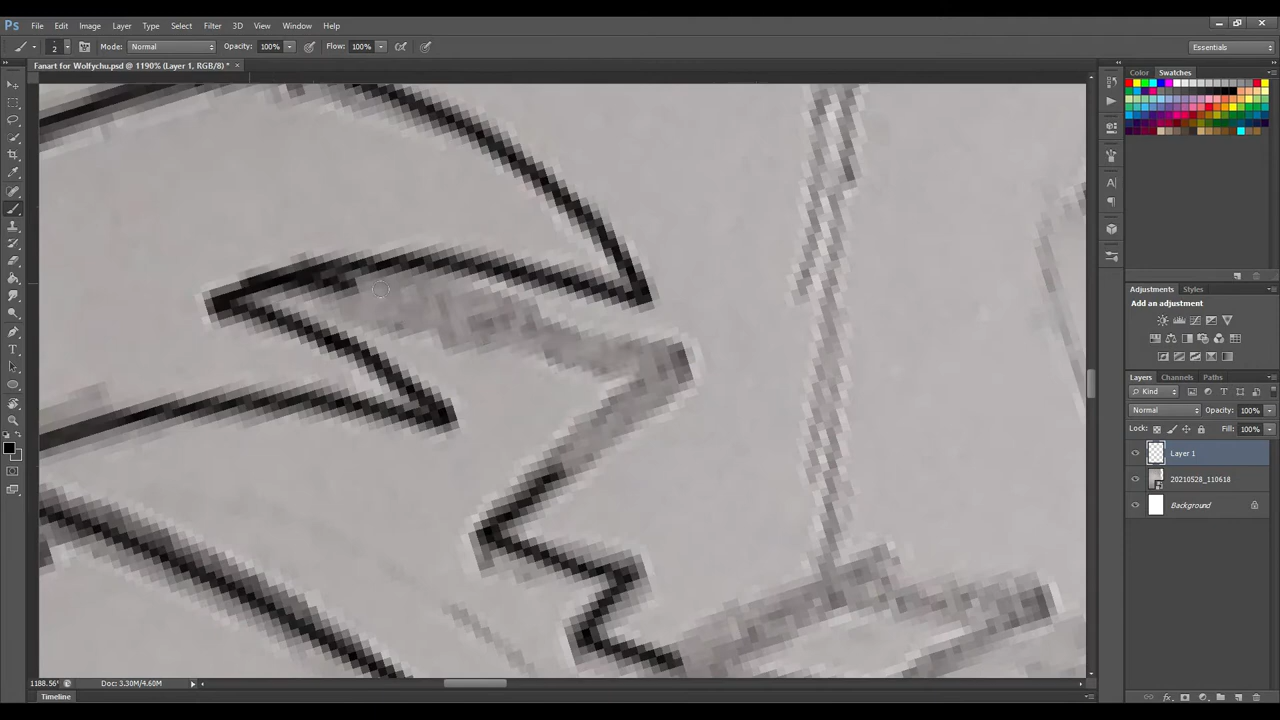 Ps File Edit Image Layer Type Select Filter 3D View Window Help
2 Mode: Normal Opacity: 100% Flow: 100% Essentials
Fanart for Wolfychu.psd @ 1190% (Layer 1, RGB/8) * ×
Color Swatches
Adjustments Styles
Add an adjustment
Layers Channels Paths
Kind
Normal Opacity: 100%
Lock: Fill: 100%
Layer 1
20210528_110618
Background
1188.56% Doc: 3.30M/4.60M
Timeline